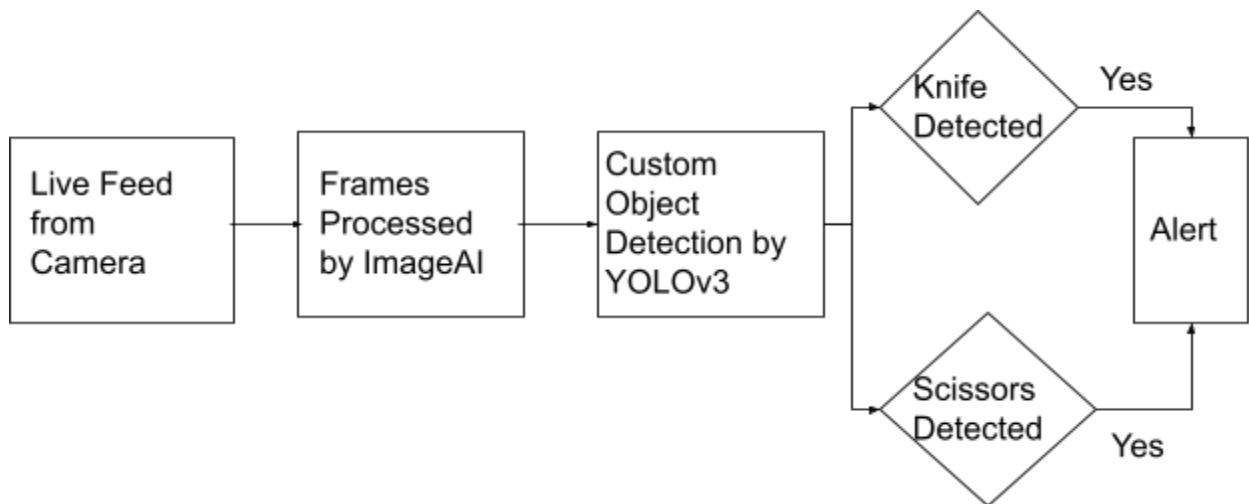 Live Feed
from
Camera
Frames
Processed
by ImageAI
Custom
Object
Detection by
YOLOv3
Knife
Detected
Yes
Scissors
Detected
Yes
Alert